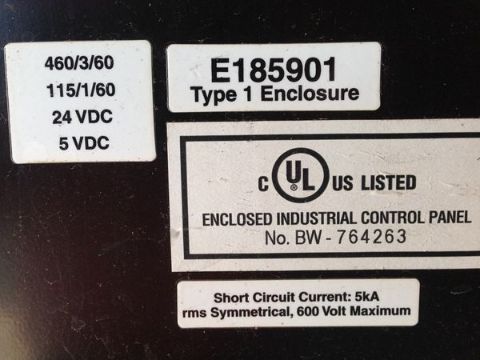 460/3/60
115/1/60
24 VDC
5 VDC
E185901
Type 1 Enclosure
C UL US LISTED
ENCLOSED INDUSTRIAL CONTROL PANEL
No. BW - 764263
Short Circuit Current: 5kA
rms Symmetrical, 600 Volt Maximum